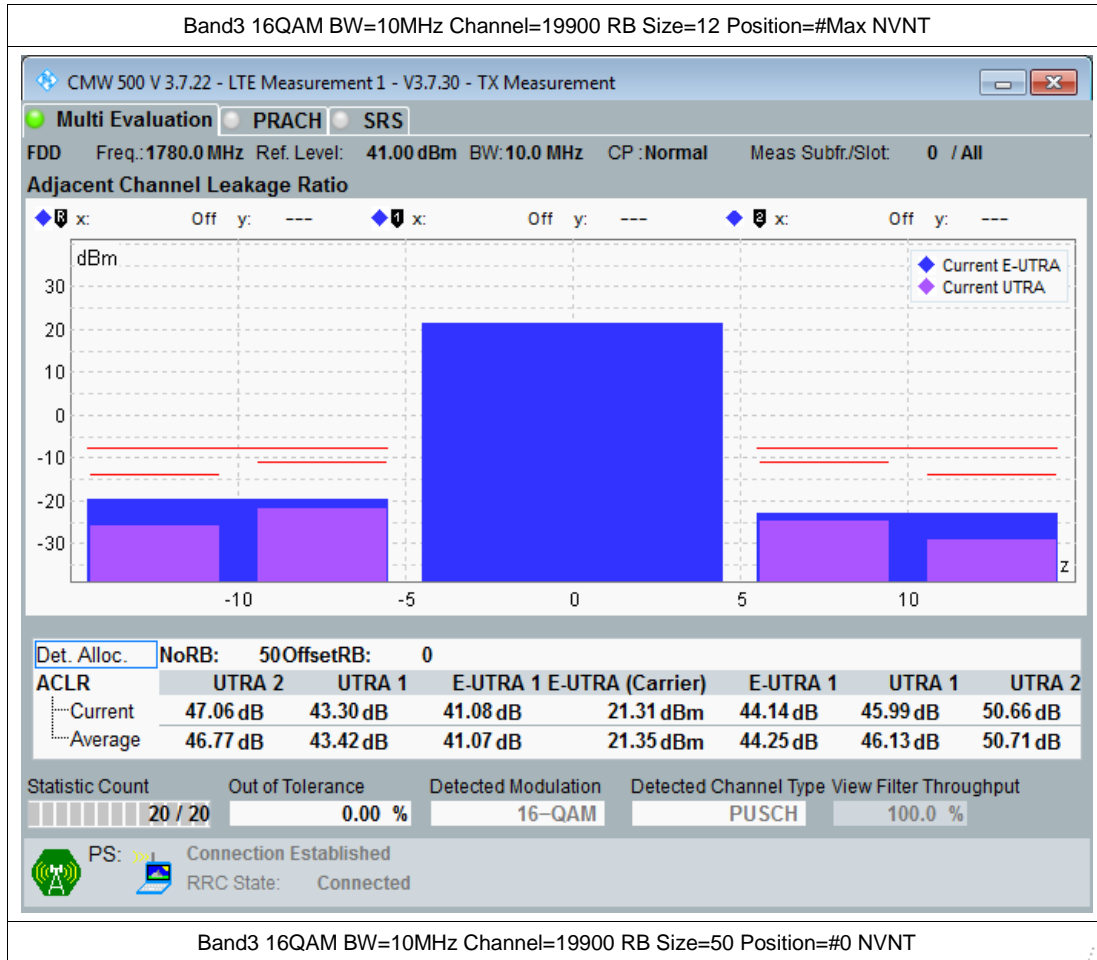 Band3 16QAM BW=10MHz Channel=19900 RB Size=12 Position=#Max NVNT
CMW 500 V 3.7.22 - LTE Measurement 1 - V3.7.30 - TX Measurement
Multi Evaluation PRACH SRS
FDD Freq.:1780.0 MHz Ref. Level: 41.00 dBm BW:10.0 MHz CP :Normal Meas Subfr./Slot: 0 / All
Adjacent Channel Leakage Ratio
R x: Off y: --- 1 x: Off y: --- 2 x: Off y: ---
dBm
Current E-UTRA
Current UTRA
30
20
10
0
-10
-20
-30
z
-10 -5 0 5 10
Det. Alloc. NoRB: 50 OffsetRB: 0
ACLR UTRA 2 UTRA 1 E-UTRA 1 E-UTRA (Carrier) E-UTRA 1 UTRA 1 UTRA 2
Current 47.06 dB 43.30 dB 41.08 dB 21.31 dBm 44.14 dB 45.99 dB 50.66 dB
Average 46.77 dB 43.42 dB 41.07 dB 21.35 dBm 44.25 dB 46.13 dB 50.71 dB
Statistic Count Out of Tolerance Detected Modulation Detected Channel Type View Filter Throughput
20 / 20 0.00 % 16-QAM PUSCH 100.0 %
PS: Connection Established
RRC State: Connected
Band3 16QAM BW=10MHz Channel=19900 RB Size=50 Position=#0 NVNT